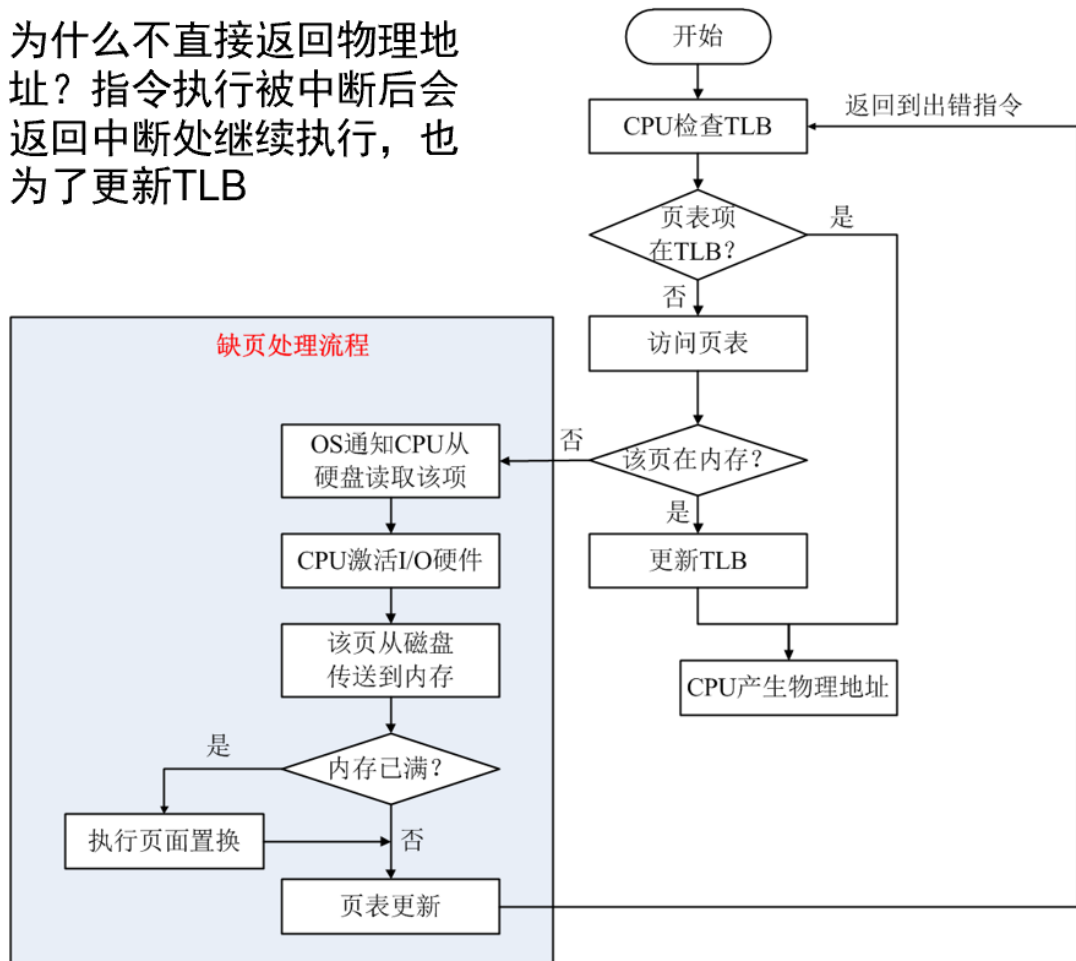 为什么不直接返回物理地
址？指令执行被中断后会
返回中断处继续执行，也
为了更新TLB
开始
返回到出错指令
CPU检查TLB
页表项
在TLB？
是
否
访问页表
该页在内存？
否
是
更新TLB
CPU产生物理地址
缺页处理流程
OS通知CPU从
硬盘读取该项
CPU激活I/O硬件
该页从磁盘
传送到内存
内存已满？
是
执行页面置换
否
页表更新